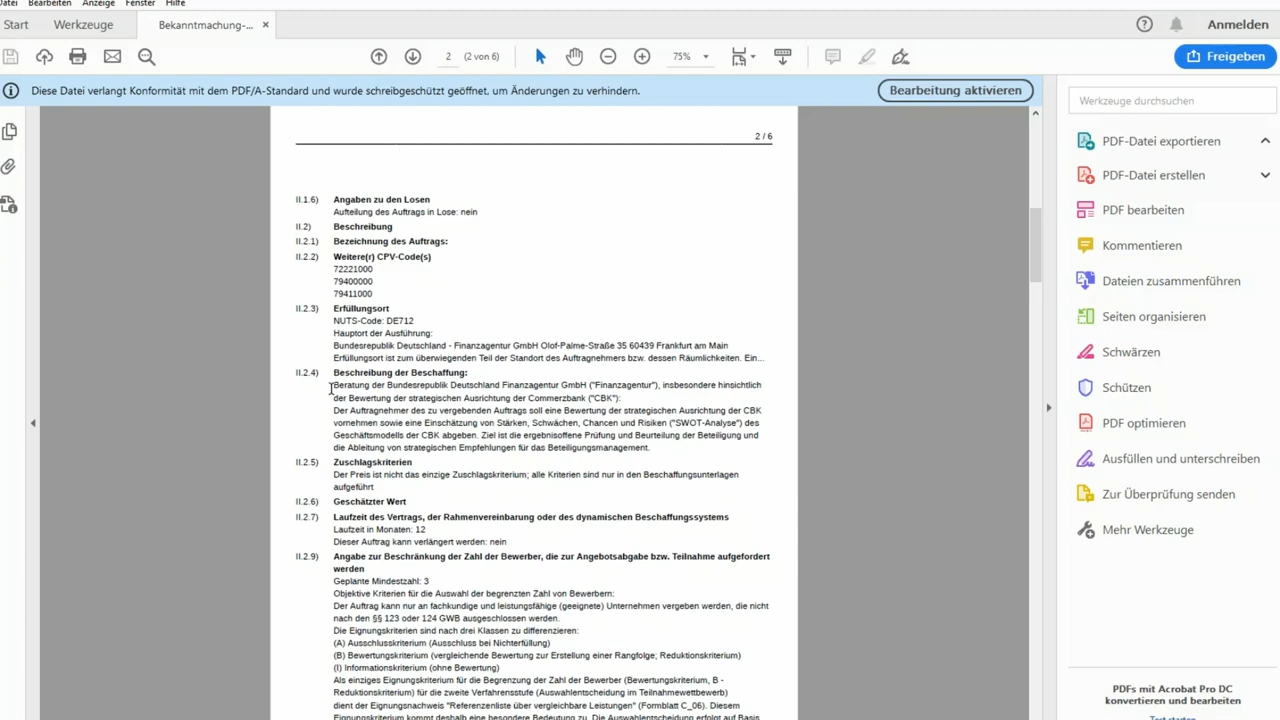 Datei Bearbeiten Anzeige Fenster Hilfe
Start Werkzeuge Bekanntmachung-... × Anmelden
2 (2 von 6) 75% Freigeben
Diese Datei verlangt Konformität mit dem PDF/A-Standard und wurde schreibgeschützt geöffnet, um Änderungen zu verhindern. Bearbeitung aktivieren
2 / 6
II.1.6) Angaben zu den Losen
Aufteilung des Auftrags in Lose: nein
II.2) Beschreibung
II.2.1) Bezeichnung des Auftrags:
II.2.2) Weitere(r) CPV-Code(s)
72221000
79400000
79411000
II.2.3) Erfüllungsort
NUTS-Code: DE712
Hauptort der Ausführung:
Bundesrepublik Deutschland - Finanzagentur GmbH Olof-Palme-Straße 35 60439 Frankfurt am Main
Erfüllungsort ist zum überwiegenden Teil der Standort des Auftragnehmers bzw. dessen Räumlichkeiten. Ein...
II.2.4) Beschreibung der Beschaffung:
Beratung der Bundesrepublik Deutschland Finanzagentur GmbH ("Finanzagentur"), insbesondere hinsichtlich
der Bewertung der strategischen Ausrichtung der Commerzbank ("CBK"):
Der Auftragnehmer des zu vergebenden Auftrags soll eine Bewertung der strategischen Ausrichtung der CBK
vornehmen sowie eine Einschätzung von Stärken, Schwächen, Chancen und Risiken ("SWOT-Analyse") des
Geschäftsmodells der CBK abgeben. Ziel ist die ergebnisoffene Prüfung und Beurteilung der Beteiligung und
die Ableitung von strategischen Empfehlungen für das Beteiligungsmanagement.
II.2.5) Zuschlagskriterien
Der Preis ist nicht das einzige Zuschlagskriterium; alle Kriterien sind nur in den Beschaffungsunterlagen
aufgeführt
II.2.6) Geschätzter Wert
II.2.7) Laufzeit des Vertrags, der Rahmenvereinbarung oder des dynamischen Beschaffungssystems
Laufzeit in Monaten: 12
Dieser Auftrag kann verlängert werden: nein
II.2.9) Angabe zur Beschränkung der Zahl der Bewerber, die zur Angebotsabgabe bzw. Teilnahme aufgefordert
werden
Geplante Mindestzahl: 3
Objektive Kriterien für die Auswahl der begrenzten Zahl von Bewerbern:
Der Auftrag kann nur an fachkundige und leistungsfähige (geeignete) Unternehmen vergeben werden, die nicht
nach den §§ 123 oder 124 GWB ausgeschlossen werden.
Die Eignungskriterien sind nach drei Klassen zu differenzieren:
(A) Ausschlusskriterium (Ausschluss bei Nichterfüllung)
(B) Bewertungskriterium (vergleichende Bewertung zur Erstellung einer Rangfolge; Reduktionskriterium)
(I) Informationskriterium (ohne Bewertung)
Als einziges Eignungskriterium für die Begrenzung der Zahl der Bewerber (Bewertungskriterium, B -
Reduktionskriterium) für die zweite Verfahrensstufe (Auswahlentscheidung im Teilnahmewettbewerb)
dient der Eignungsnachweis "Referenzenliste über vergleichbare Leistungen" (Formblatt C_06). Diesem
Eignungskriterium kommt deshalb eine besondere Bedeutung zu. Die Auswahlentscheidung erfolgt auf Basis
Werkzeuge durchsuchen
PDF-Datei exportieren
PDF-Datei erstellen
PDF bearbeiten
Kommentieren
Dateien zusammenführen
Seiten organisieren
Schwärzen
Schützen
PDF optimieren
Ausfüllen und unterschreiben
Zur Überprüfung senden
Mehr Werkzeuge
PDFs mit Acrobat Pro DC
konvertieren und bearbeiten
Test starten